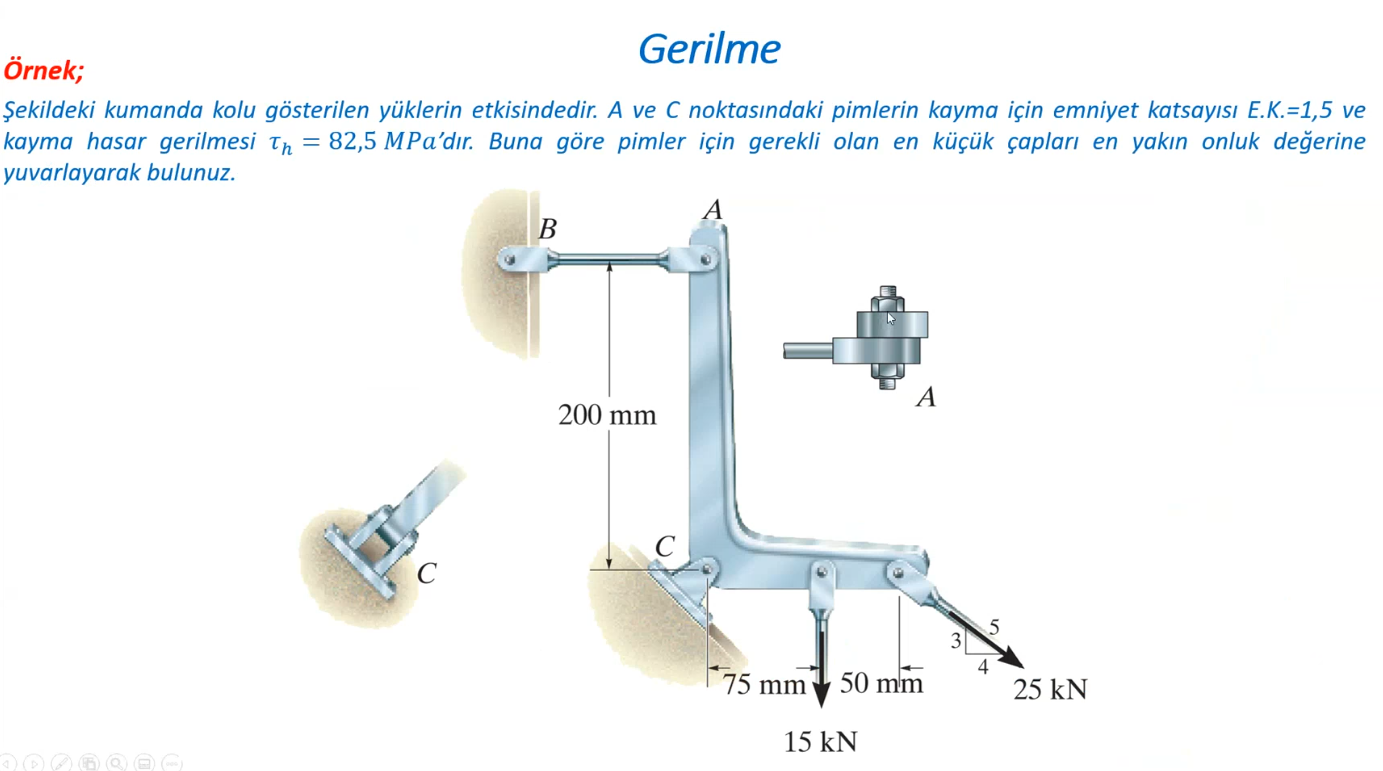 Gerilme
Örnek;
Şekildeki kumanda kolu gösterilen yüklerin etkisindedir. A ve C noktasındaki pimlerin kayma için emniyet katsayısı E.K.=1,5 ve
kayma hasar gerilmesi τₕ = 82,5 MPa'dır. Buna göre pimler için gerekli olan en küçük çapları en yakın onluk değerine
yuvarlayarak bulunuz.
A
B
A
200 mm
C
C
3
5
4
75 mm
50 mm
25 kN
15 kN